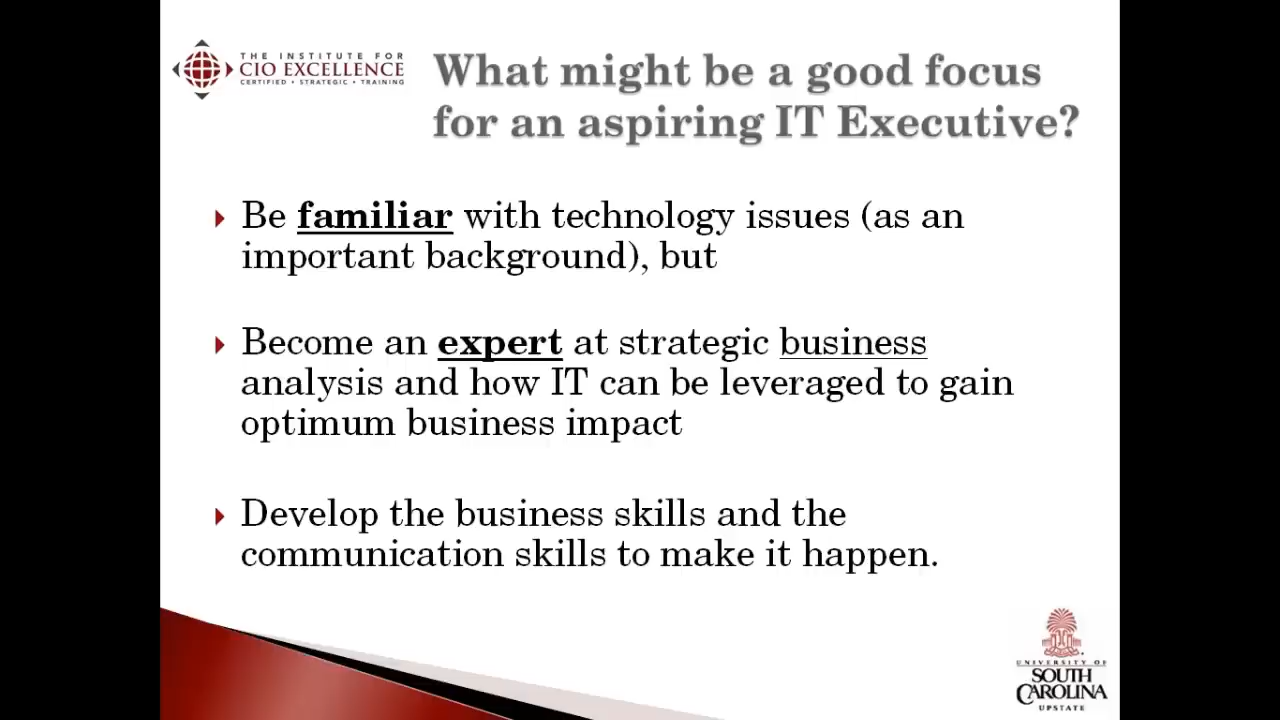 THE INSTITUTE FOR
CIO EXCELLENCE
CERTIFIED • STRATEGIC • TRAINING
What might be a good focus
for an aspiring IT Executive?
Be familiar with technology issues (as an
important background), but
Become an expert at strategic business
analysis and how IT can be leveraged to gain
optimum business impact
Develop the business skills and the
communication skills to make it happen.
UNIVERSITY OF
SOUTH
CAROLINA
UPSTATE